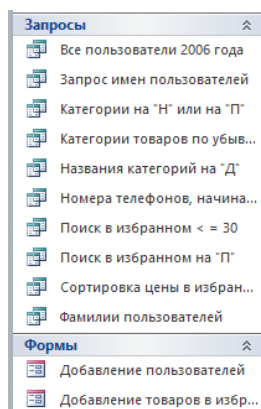 Запросы
Все пользователи 2006 года
Запрос имен пользователей
Категории на "Н" или на "П"
Категории товаров по убыв...
Названия категорий на "Д"
Номера телефонов, начина...
Поиск в избранном < = 30
Поиск в избранном на "П"
Сортировка цены в избран...
Фамилии пользователей
Формы
Добавление пользователей
Добавление товаров в избр...